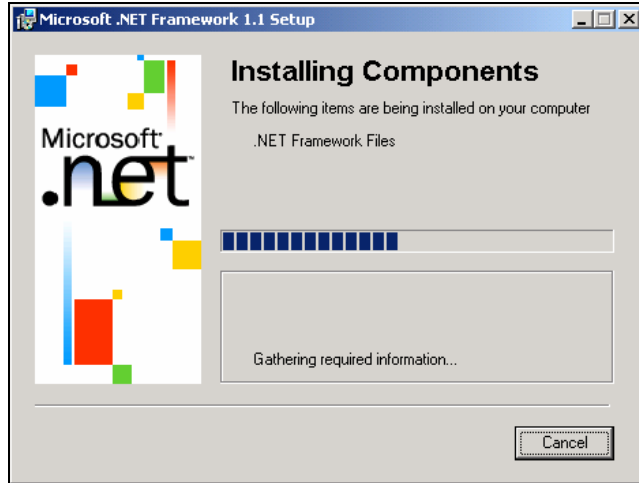 Microsoft .NET Framework 1.1 Setup
Installing Components
The following items are being installed on your computer
.NET Framework Files
Microsoft
.net
Gathering required information...
Cancel